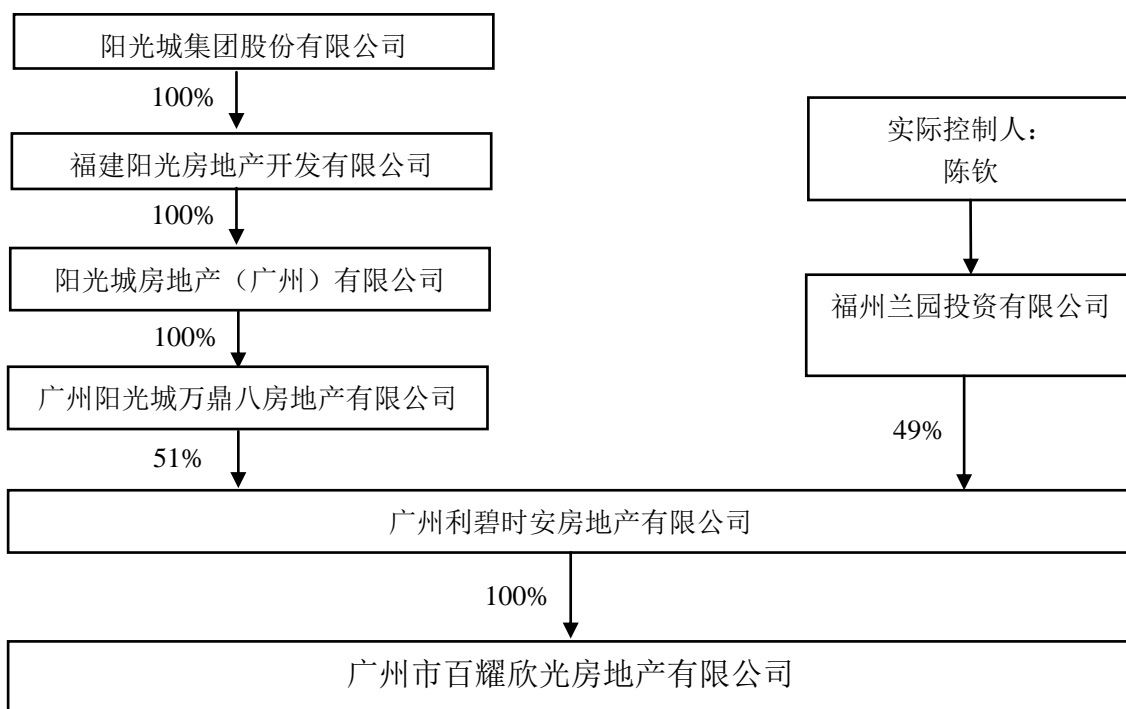 阳光城集团股份有限公司
100%
福建阳光房地产开发有限公司
100%
阳光城房地产（广州）有限公司
100%
广州阳光城万鼎八房地产有限公司
51%
实际控制人：
陈钦
福州兰园投资有限公司
49%
广州利碧时安房地产有限公司
100%
广州市百耀欣光房地产有限公司